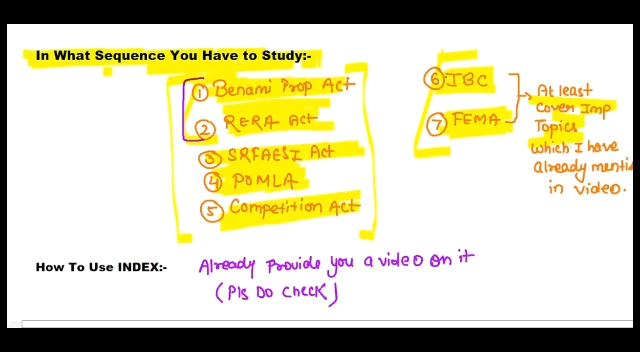 In What Sequence You Have to Study:-
① Benami Prop Act
② RERA Act
③ SRFAESI Act
④ POMLA
⑤ Competition Act
⑥ IBC
⑦ FEMA
At least
cover Imp
Topics
which I have
already mentio
in video.
How To Use INDEX:- Already Provide you a video on it
(Pls Do Check)